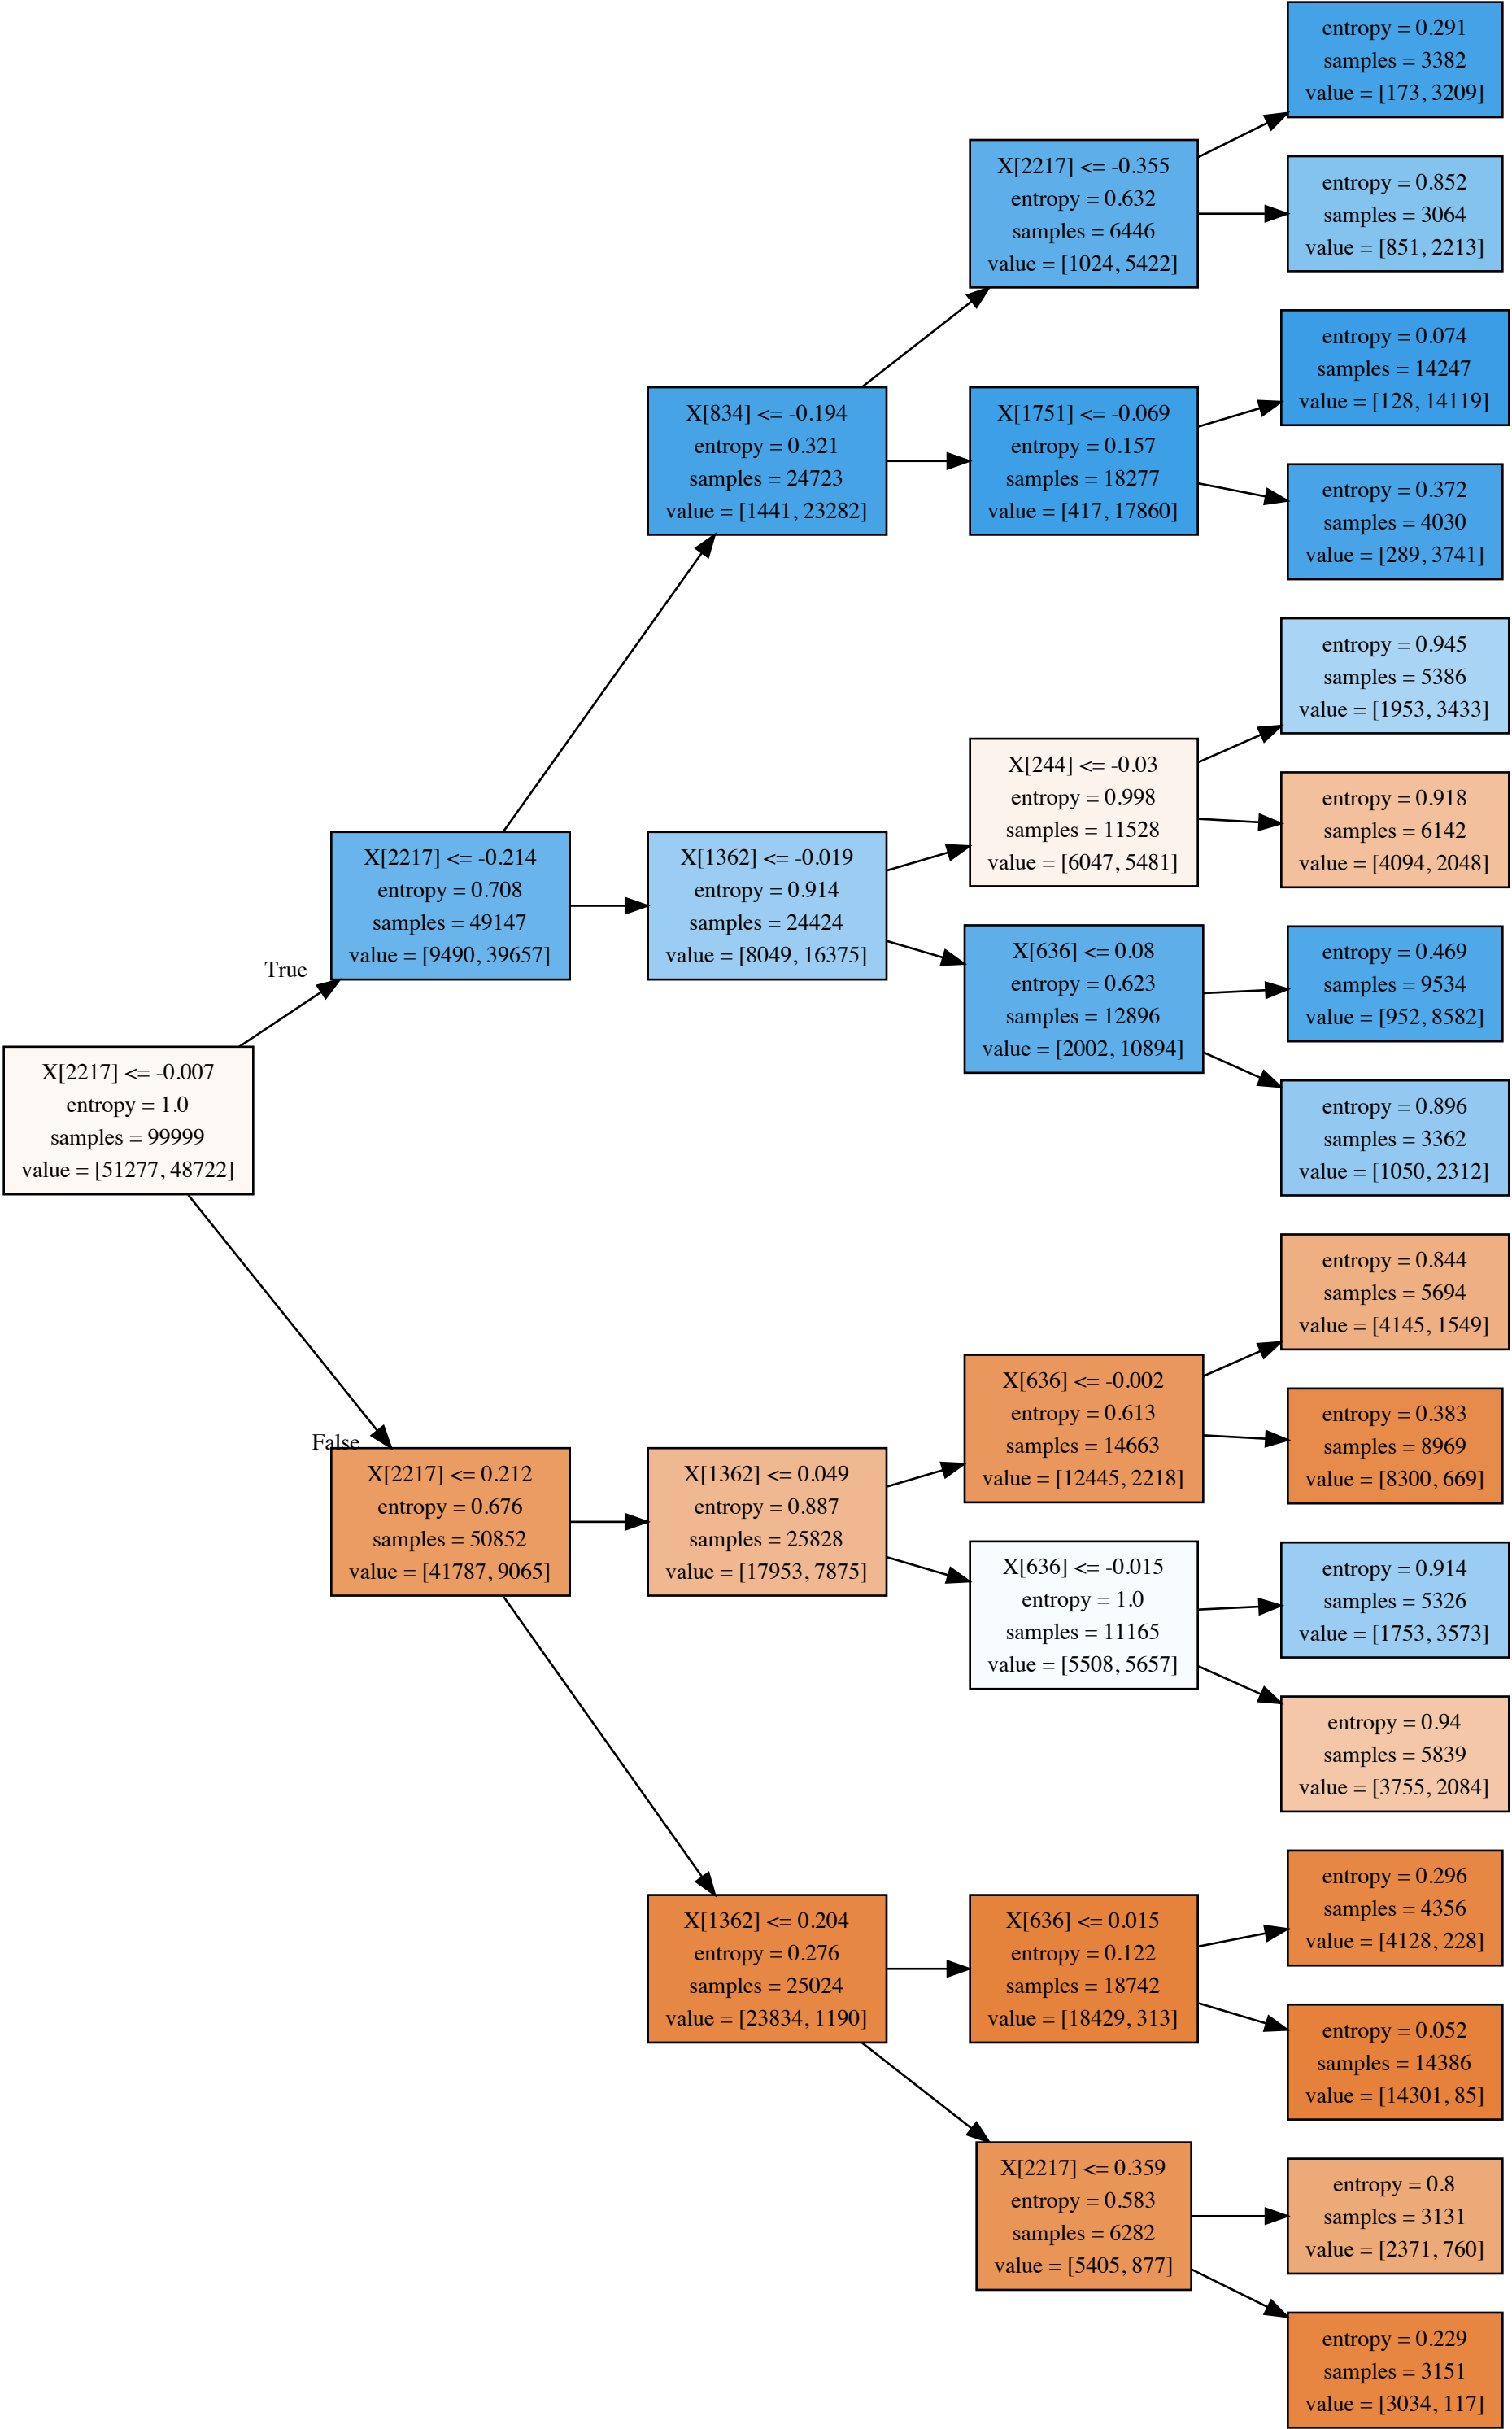 X[2217] <= -0.007
entropy = 1.0
samples = 99999
value = [51277, 48722]
True
False
X[2217] <= -0.214
entropy = 0.708
samples = 49147
value = [9490, 39657]
X[2217] <= 0.212
entropy = 0.676
samples = 50852
value = [41787, 9065]
X[834] <= -0.194
entropy = 0.321
samples = 24723
value = [1441, 23282]
X[1362] <= -0.019
entropy = 0.914
samples = 24424
value = [8049, 16375]
X[1362] <= 0.049
entropy = 0.887
samples = 25828
value = [17953, 7875]
X[1362] <= 0.204
entropy = 0.276
samples = 25024
value = [23834, 1190]
X[2217] <= -0.355
entropy = 0.632
samples = 6446
value = [1024, 5422]
X[1751] <= -0.069
entropy = 0.157
samples = 18277
value = [417, 17860]
X[244] <= -0.03
entropy = 0.998
samples = 11528
value = [6047, 5481]
X[636] <= 0.08
entropy = 0.623
samples = 12896
value = [2002, 10894]
X[636] <= -0.002
entropy = 0.613
samples = 14663
value = [12445, 2218]
X[636] <= -0.015
entropy = 1.0
samples = 11165
value = [5508, 5657]
X[636] <= 0.015
entropy = 0.122
samples = 18742
value = [18429, 313]
X[2217] <= 0.359
entropy = 0.583
samples = 6282
value = [5405, 877]
entropy = 0.291
samples = 3382
value = [173, 3209]
entropy = 0.852
samples = 3064
value = [851, 2213]
entropy = 0.074
samples = 14247
value = [128, 14119]
entropy = 0.372
samples = 4030
value = [289, 3741]
entropy = 0.945
samples = 5386
value = [1953, 3433]
entropy = 0.918
samples = 6142
value = [4094, 2048]
entropy = 0.469
samples = 9534
value = [952, 8582]
entropy = 0.896
samples = 3362
value = [1050, 2312]
entropy = 0.844
samples = 5694
value = [4145, 1549]
entropy = 0.383
samples = 8969
value = [8300, 669]
entropy = 0.914
samples = 5326
value = [1753, 3573]
entropy = 0.94
samples = 5839
value = [3755, 2084]
entropy = 0.296
samples = 4356
value = [4128, 228]
entropy = 0.052
samples = 14386
value = [14301, 85]
entropy = 0.8
samples = 3131
value = [2371, 760]
entropy = 0.229
samples = 3151
value = [3034, 117]